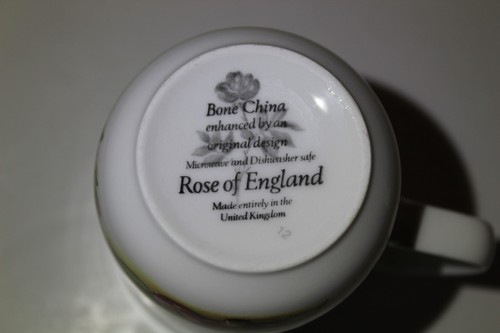 Bone China
enhanced by an
original design
Microwave and Dishwasher safe
Rose of England
Made entirely in the
United Kingdom
12